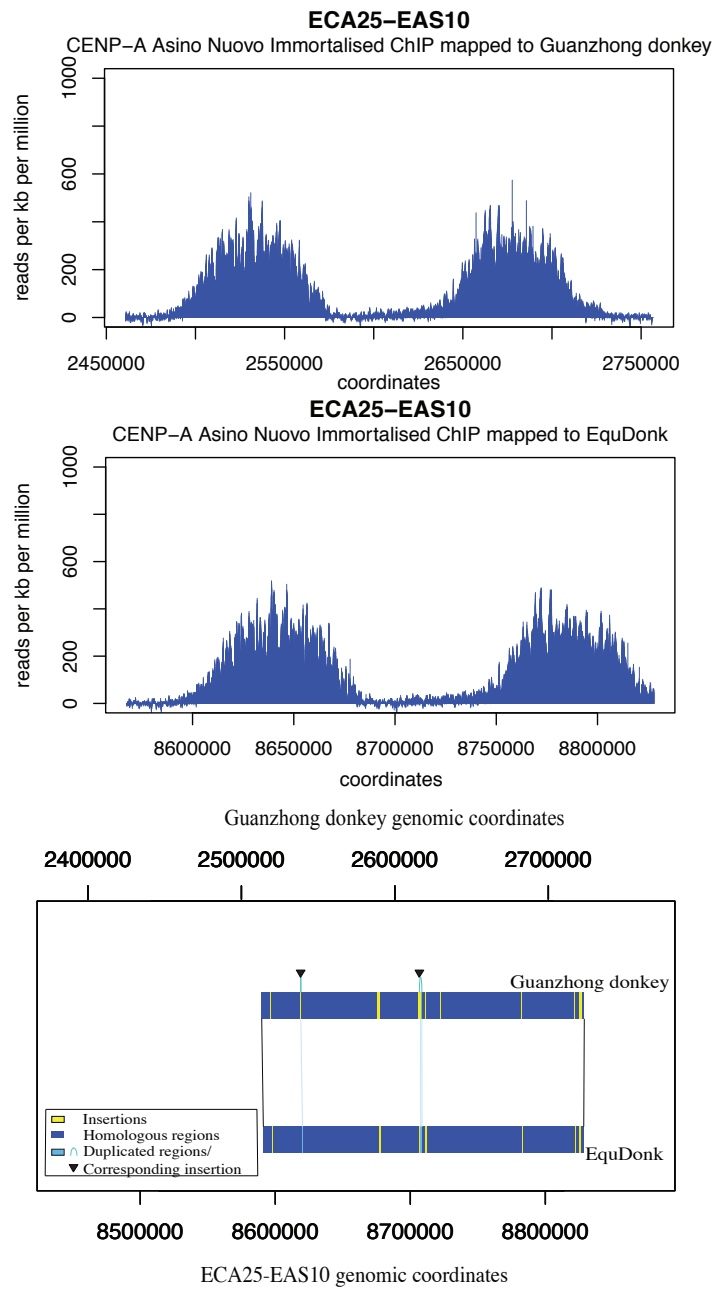 ECA25−EAS10
CENP−A Asino Nuovo Immortalised ChIP mapped to Guanzhong donkey
reads per kb per million
1000
600
200
0
2450000 2550000 2650000 2750000
coordinates
ECA25−EAS10
CENP−A Asino Nuovo Immortalised ChIP mapped to EquDonk
reads per kb per million
1000
600
200
0
8600000 8650000 8700000 8750000 8800000
coordinates
Guanzhong donkey genomic coordinates
2400000 2500000 2600000 2700000
Guanzhong donkey
Insertions
Homologous regions
Duplicated regions/
Corresponding insertion
EquDonk
8500000 8600000 8700000 8800000
ECA25-EAS10 genomic coordinates